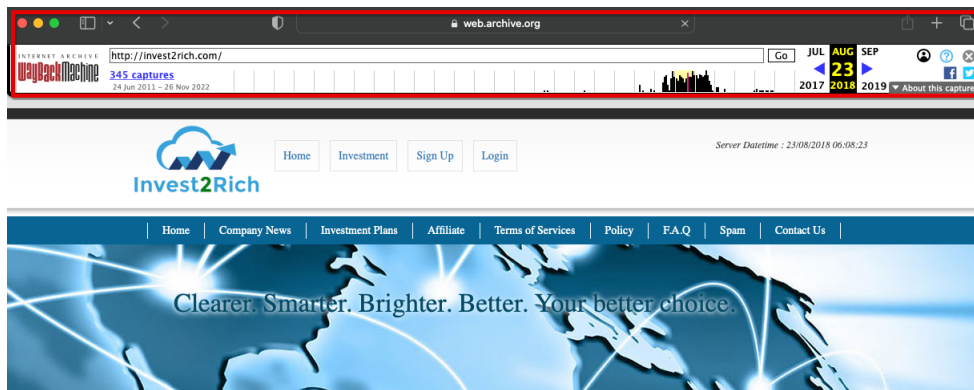 web.archive.org
INTERNET ARCHIVE
WayBackMachine
http://invest2rich.com/
Go
JUL AUG SEP
345 captures
23
24 Jun 2011 – 26 Nov 2022
2017 2018 2019
About this capture
Home Investment Sign Up Login
Server Datetime : 23/08/2018 06:08:23
Invest2Rich
Home Company News Investment Plans Affiliate Terms of Services Policy F.A.Q Spam Contact Us
Clearer. Smarter. Brighter. Better. Your better choice.